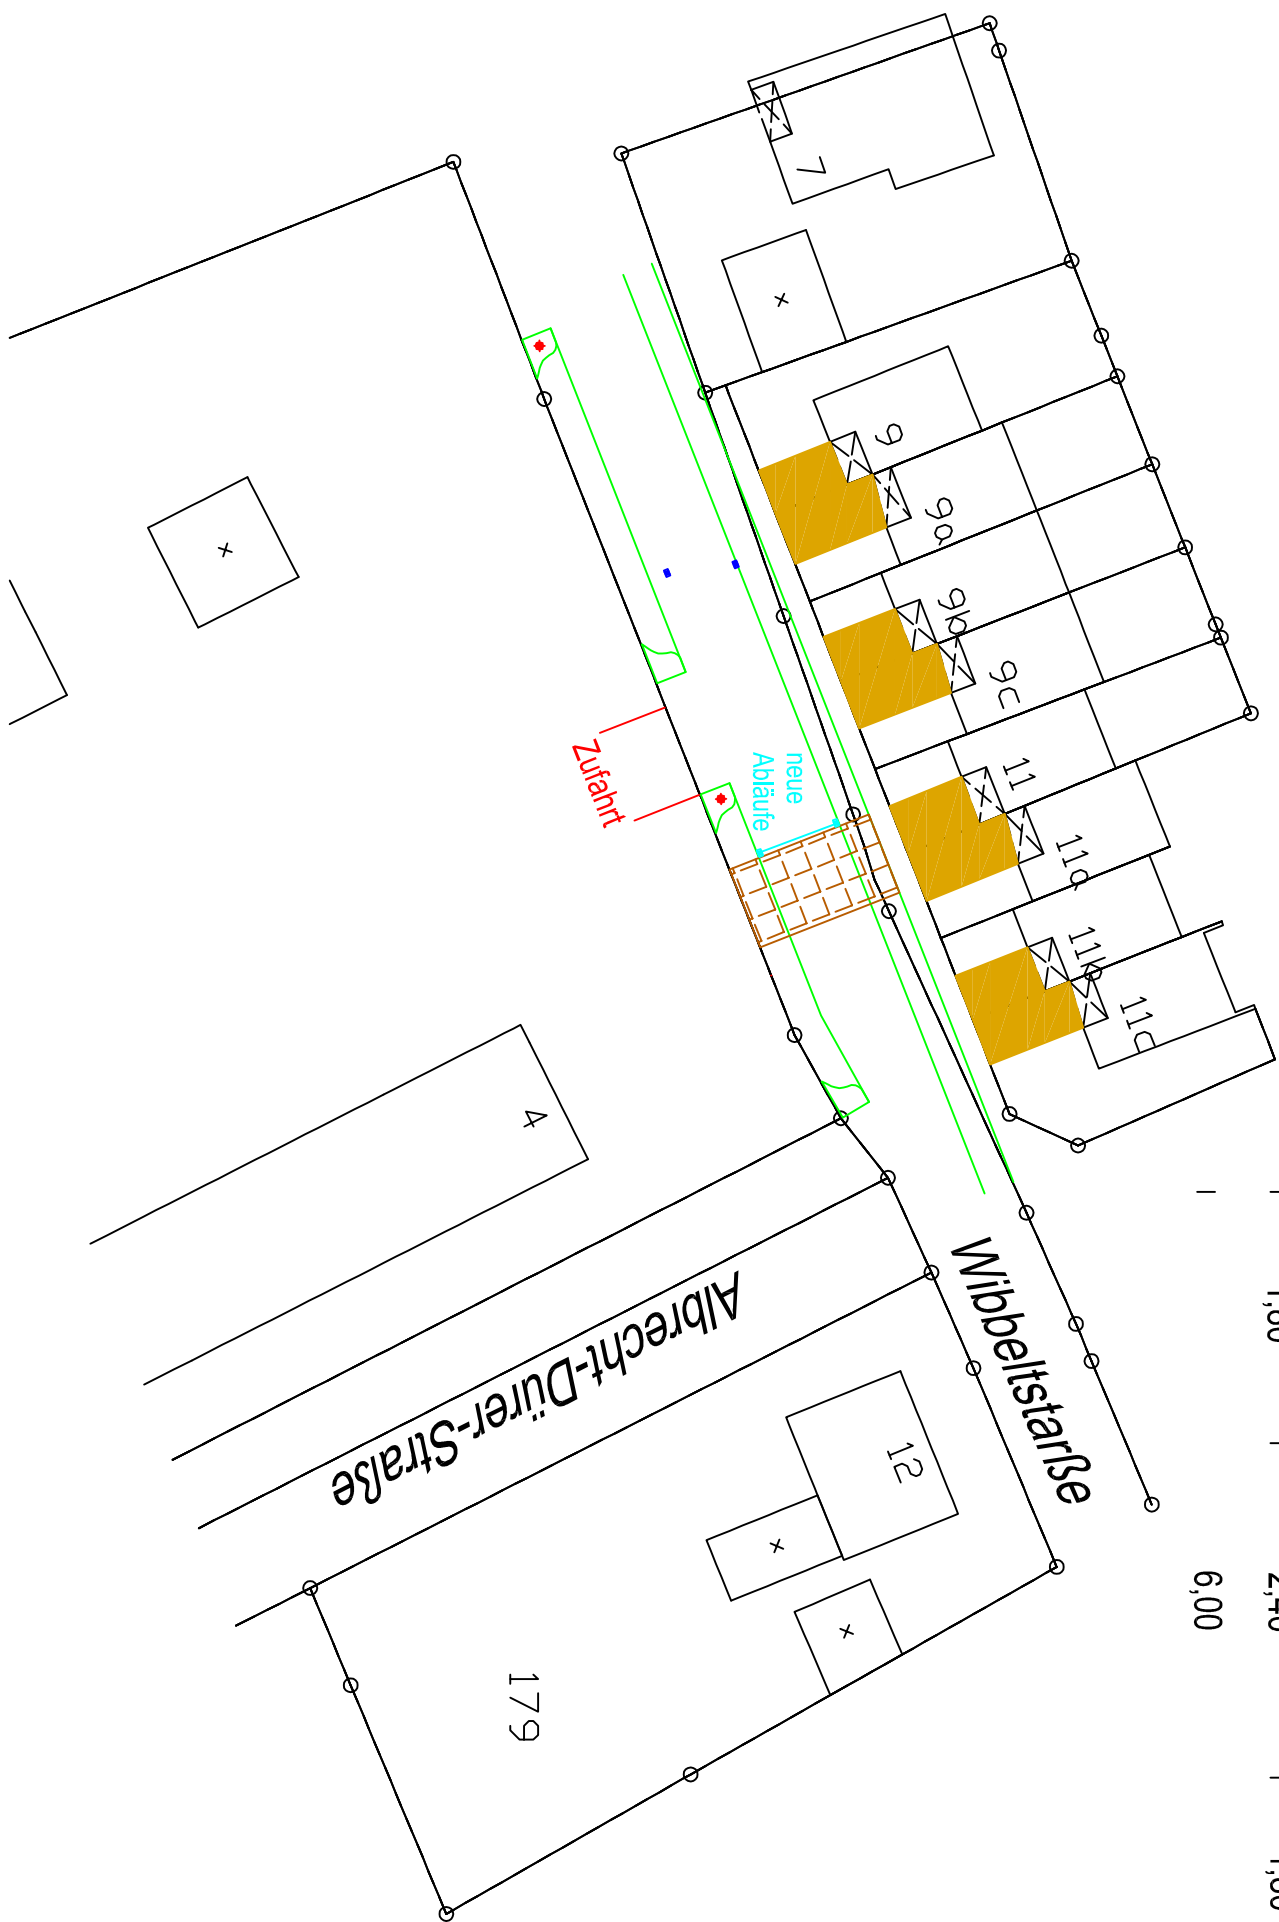 7
9
9a
9b
9c
11
11a
11b
11c
Zufahrt
neue
Abläufe
4
Albrecht-Dürer-Straße
Wibbeltstarße
12
179
6,00